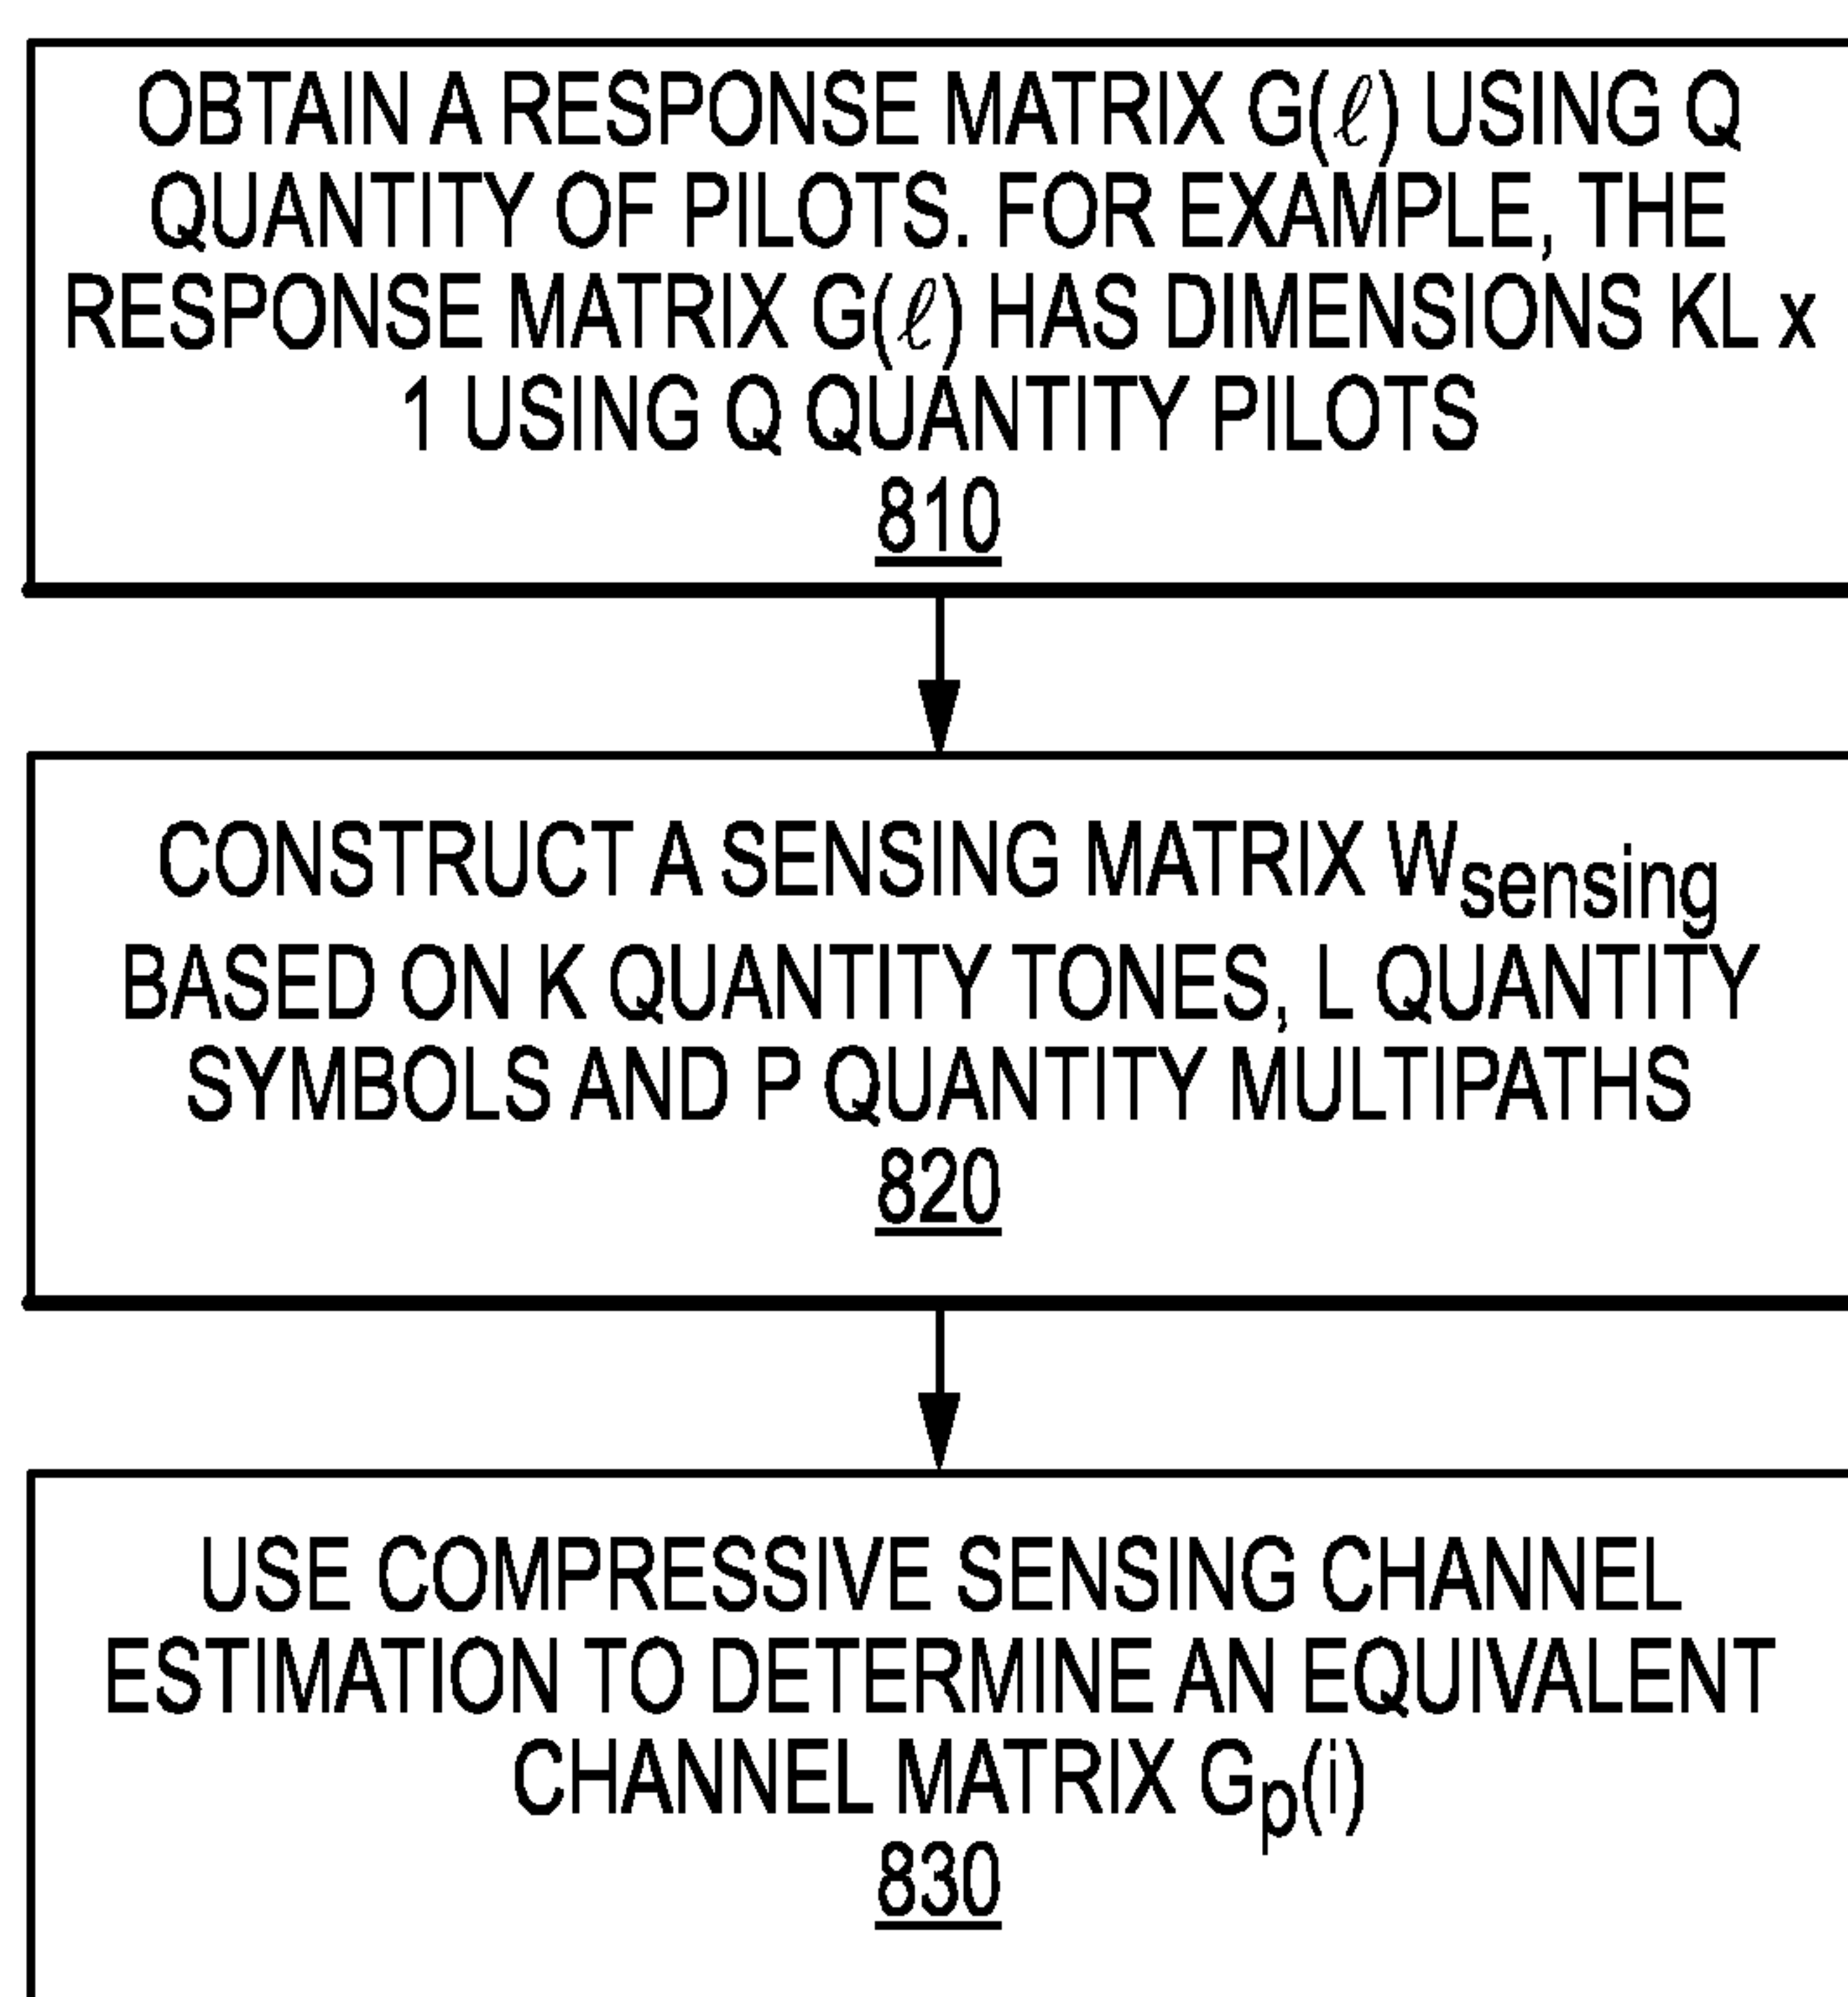 OBTAIN A RESPONSE MATRIX G(ℓ) USING Q
QUANTITY OF PILOTS. FOR EXAMPLE, THE
RESPONSE MATRIX G(ℓ) HAS DIMENSIONS KL x
1 USING Q QUANTITY PILOTS
810
CONSTRUCT A SENSING MATRIX Wsensing
BASED ON K QUANTITY TONES, L QUANTITY
SYMBOLS AND P QUANTITY MULTIPATHS
820
USE COMPRESSIVE SENSING CHANNEL
ESTIMATION TO DETERMINE AN EQUIVALENT
CHANNEL MATRIX Gp(i)
830